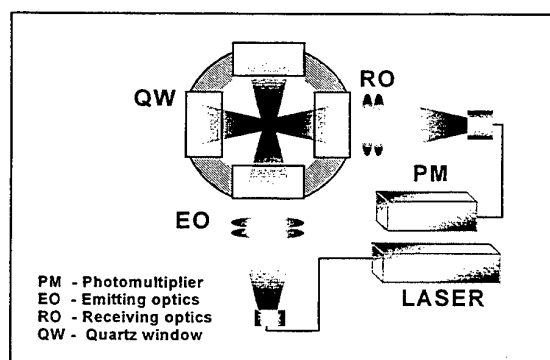 RO
QW
PM
EO
LASER
PM - Photomultiplier
EO - Emitting optics
RO - Receiving optics
QW - Quartz window